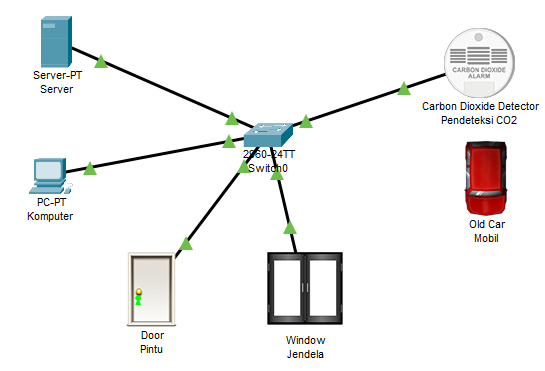 Server-PT
Server
CARBON DIOXIDE
ALARM
Carbon Dioxide Detector
Pendeteksi CO2
2960-24TT
Switch0
PC-PT
Komputer
Old Car
Mobil
Door
Pintu
Window
Jendela